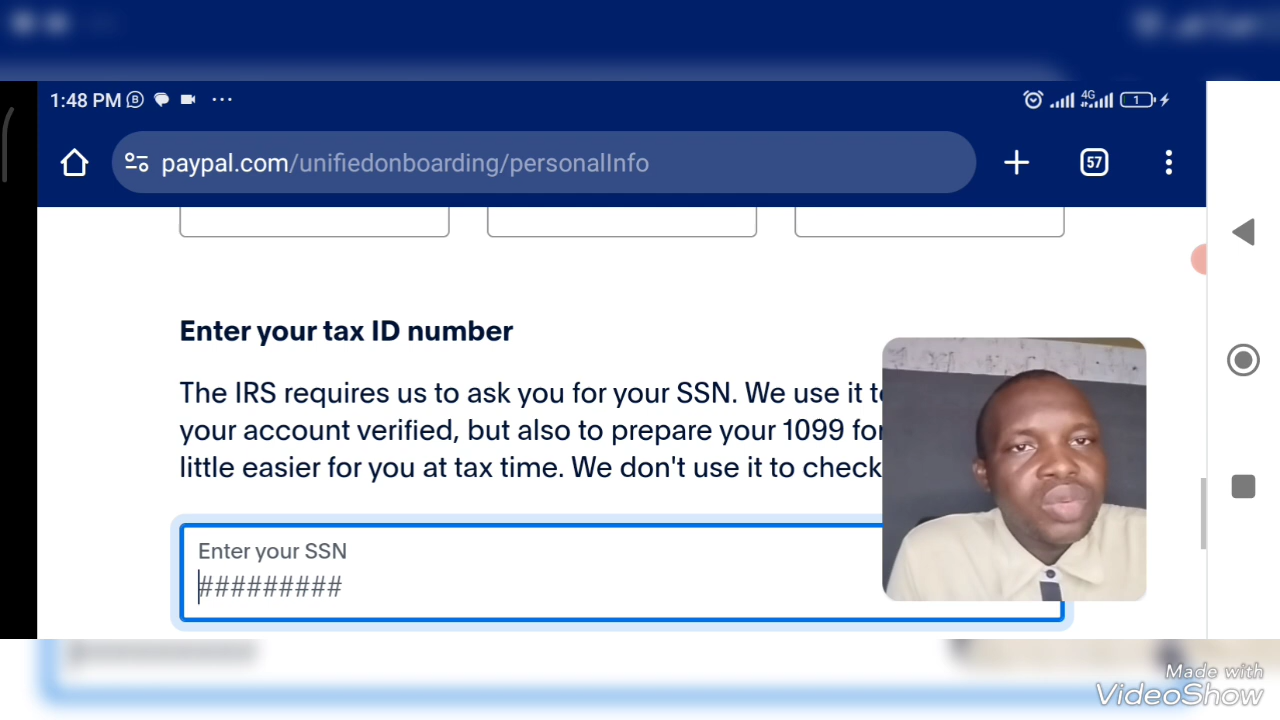 1:48 PM
4G
1
paypal.com/unifiedonboarding/personalInfo
57
Enter your tax ID number
The IRS requires us to ask you for your SSN. We use it
your account verified, but also to prepare your 1099
little easier for you at tax time. We don't use it to check
Enter your SSN
#########
Made with
VideoShow